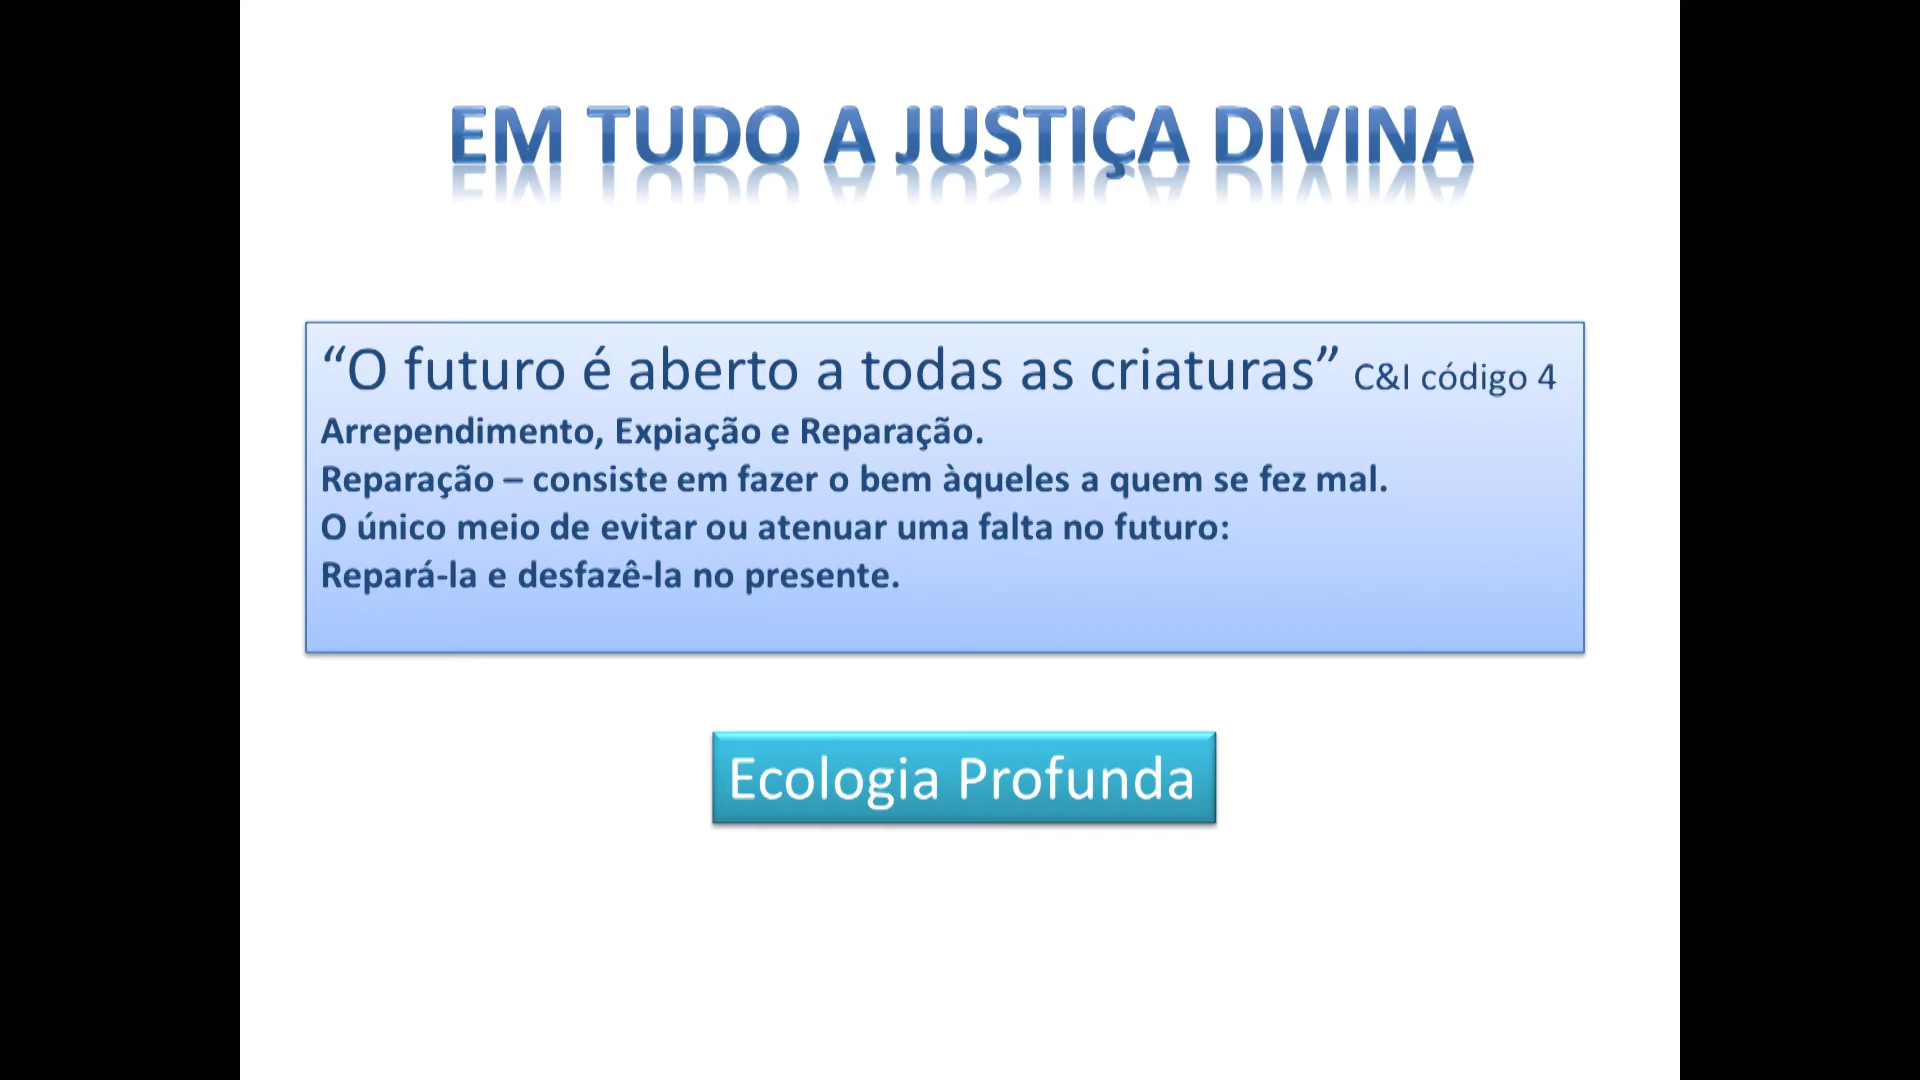 EM TUDO A JUSTIÇA DIVINA
“O futuro é aberto a todas as criaturas” C&I código 4
Arrependimento, Expiação e Reparação.
Reparação – consiste em fazer o bem àqueles a quem se fez mal.
O único meio de evitar ou atenuar uma falta no futuro:
Repará-la e desfazê-la no presente.
Ecologia Profunda